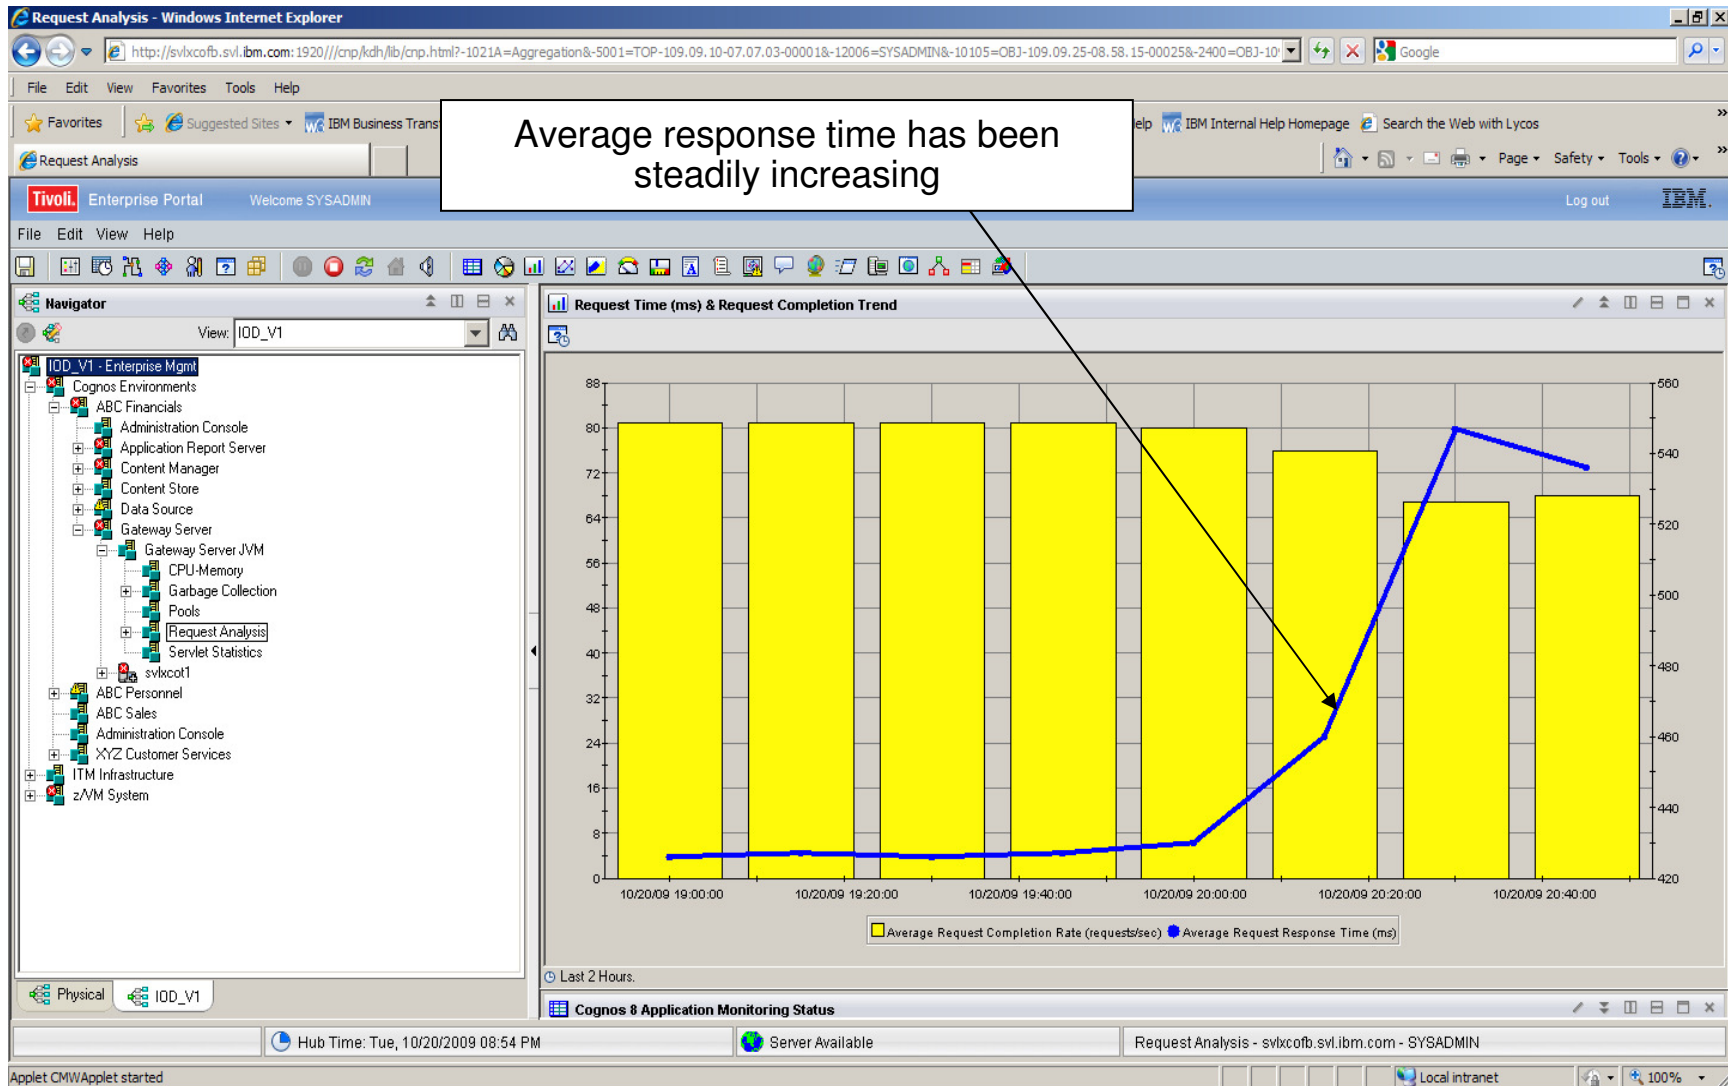 Request Analysis - Windows Internet Explorer
http://svlxcofb.svl.ibm.com:1920///cnp/kdh/lib/cnp.html?-1021A=Aggregation&-5001=TOP-109.09.10-07.07.03-00001&-12006=SYSADMIN&-10105=OBJ-109.09.25-08.58.15-00025&-2400=OBJ-10
Google
File Edit View Favorites Tools Help
Favorites Suggested Sites IBM Business Trans
elp IBM Internal Help Homepage Search the Web with Lycos
Average response time has been
steadily increasing
Request Analysis
Page Safety Tools
Tivoli. Enterprise Portal Welcome SYSADMIN Log out IBM.
File Edit View Help
Navigator
View: IOD_V1
IOD_V1 - Enterprise Mgmt
Cognos Environments
ABC Financials
Administration Console
Application Report Server
Content Manager
Content Store
Data Source
Gateway Server
Gateway Server JVM
CPU-Memory
Garbage Collection
Pools
Request Analysis
Servlet Statistics
svlxcot1
ABC Personnel
ABC Sales
Administration Console
XYZ Customer Services
ITM Infrastructure
z/VM System
Physical IOD_V1
Request Time (ms) & Request Completion Trend
88 560
80
540
72
64
520
56
500
48
40
480
32
24 460
16
440
8
0 420
10/20/09 19:00:00 10/20/09 19:20:00 10/20/09 19:40:00 10/20/09 20:00:00 10/20/09 20:20:00 10/20/09 20:40:00
Average Request Completion Rate (requests/sec) Average Request Response Time (ms)
Last 2 Hours.
Cognos 8 Application Monitoring Status
Hub Time: Tue, 10/20/2009 08:54 PM Server Available Request Analysis - svlxcofb.svl.ibm.com - SYSADMIN
Applet CMWApplet started Local intranet 100%